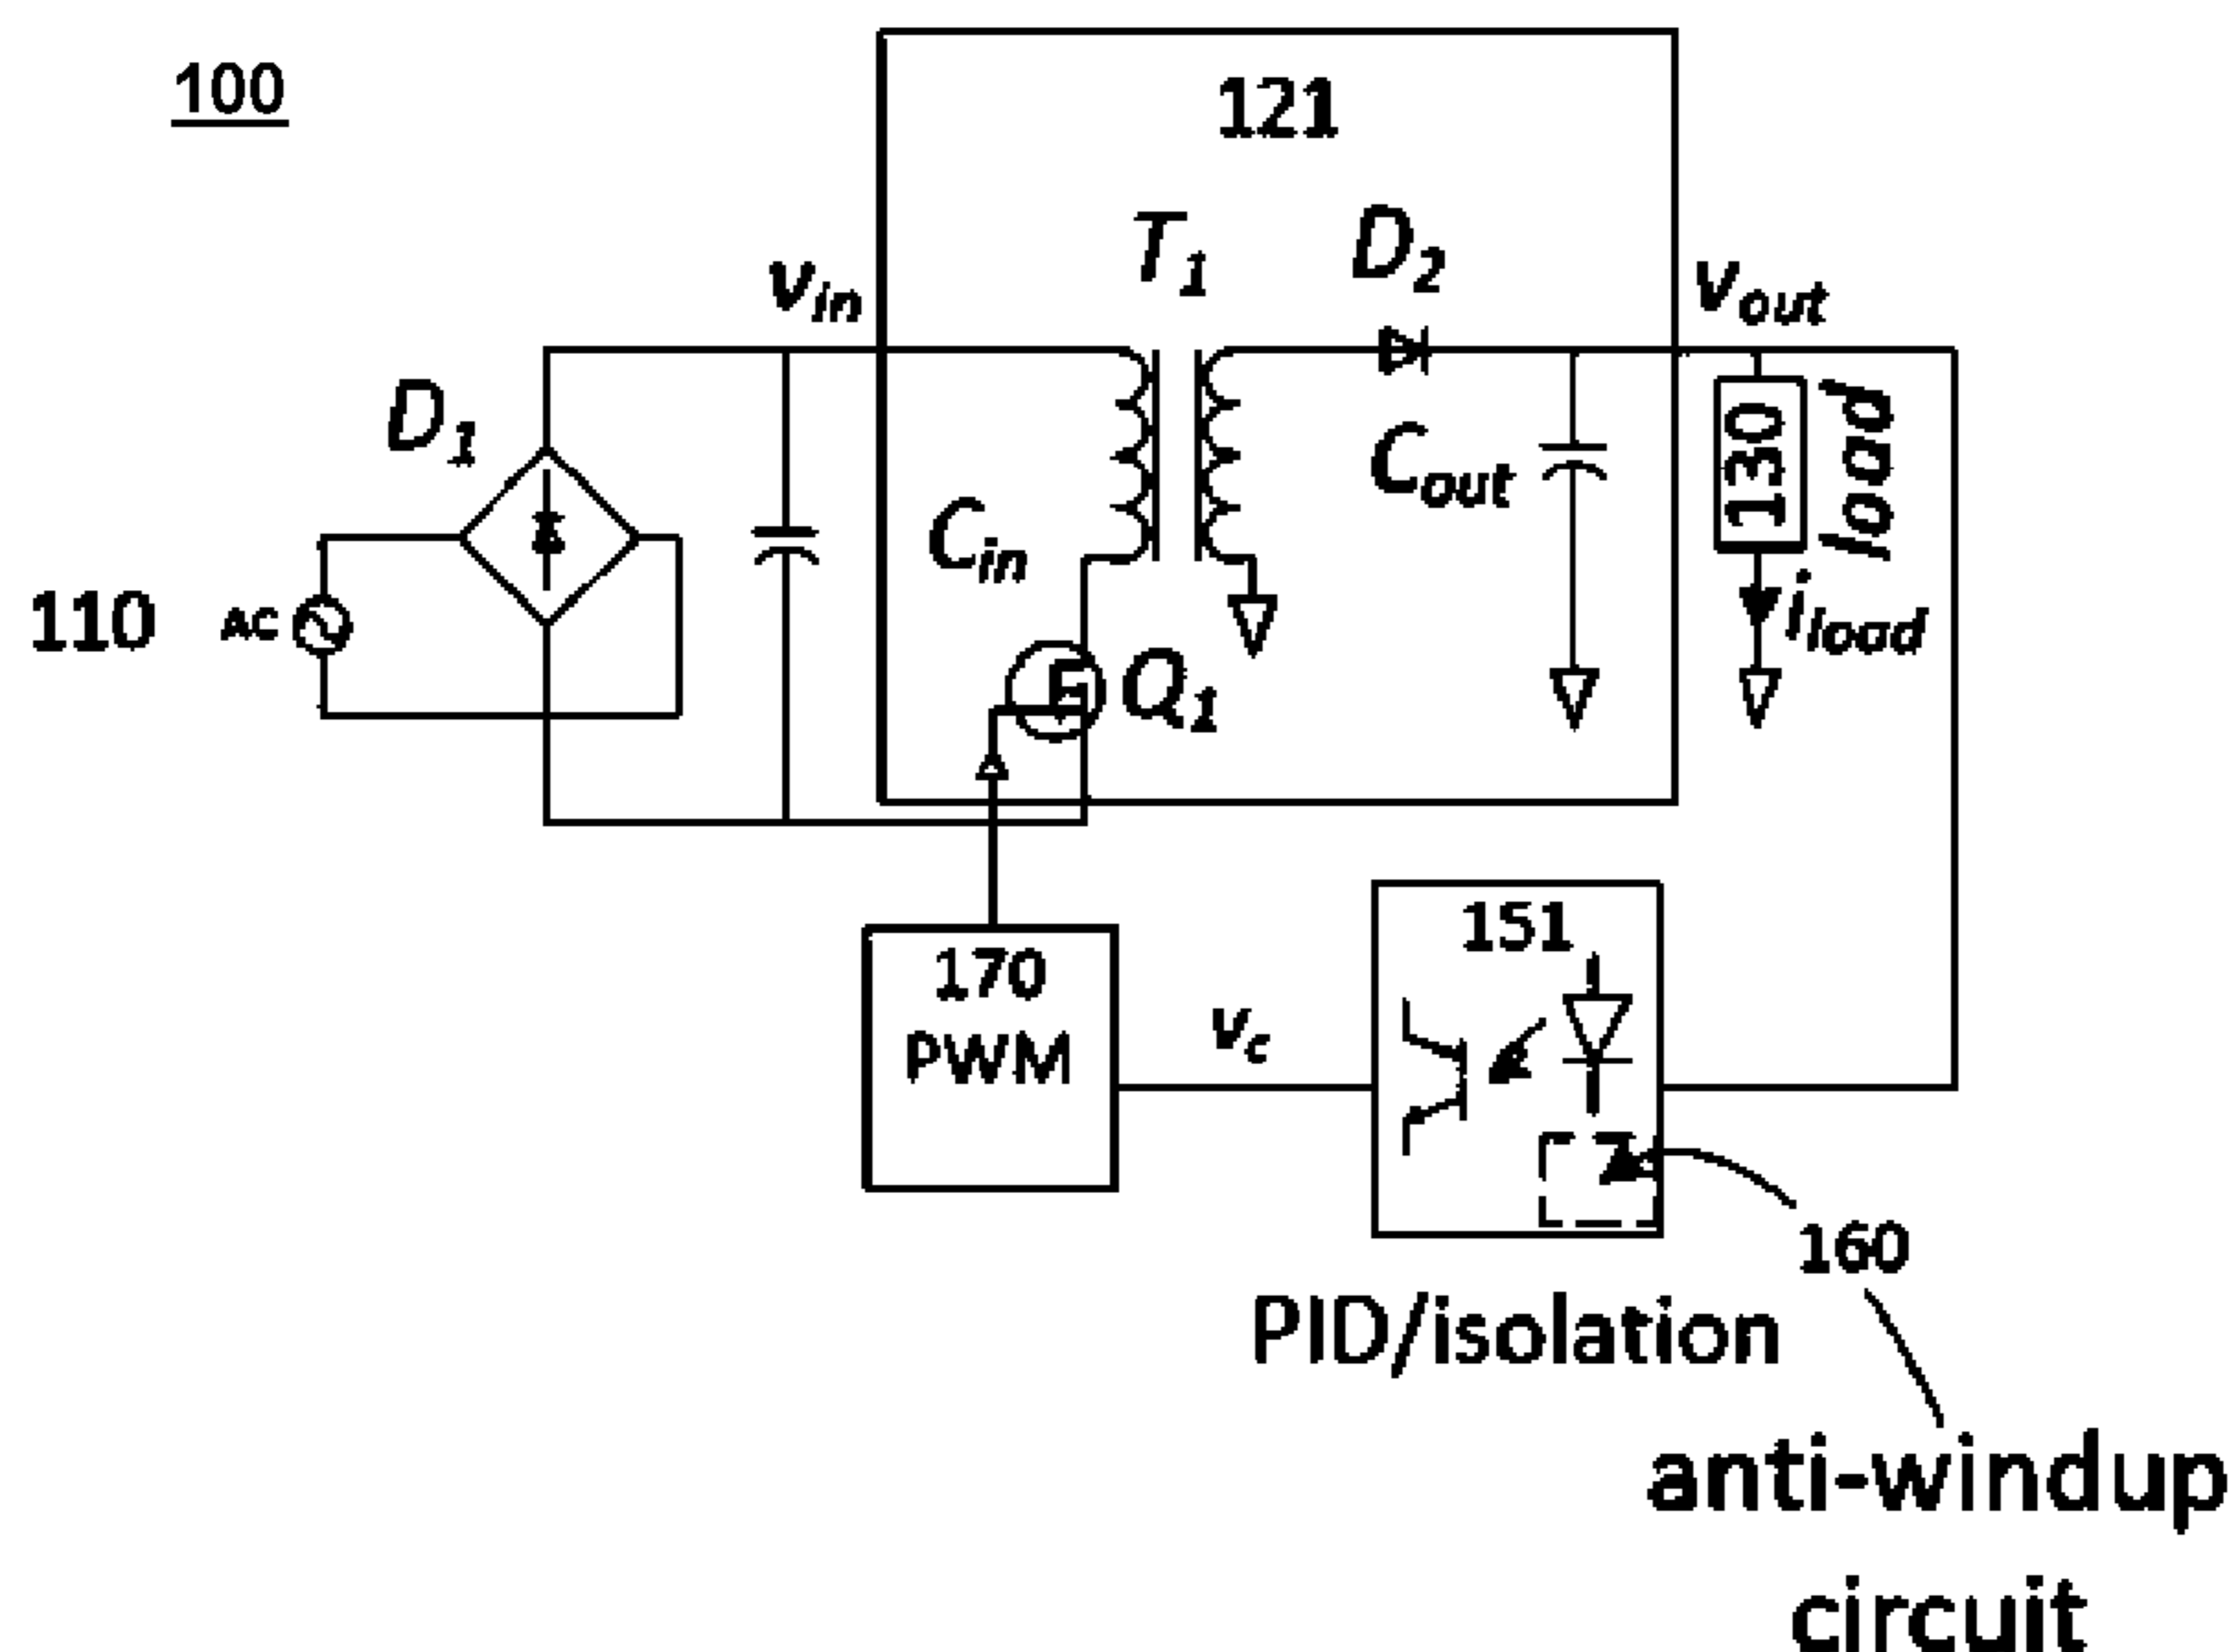 100
121
T1
D2
vin
vout
D1
Cout
130
load
Cin
110
AC
iload
Q1
151
170
PWM
vc
160
PID/isolation
anti-windup
circuit